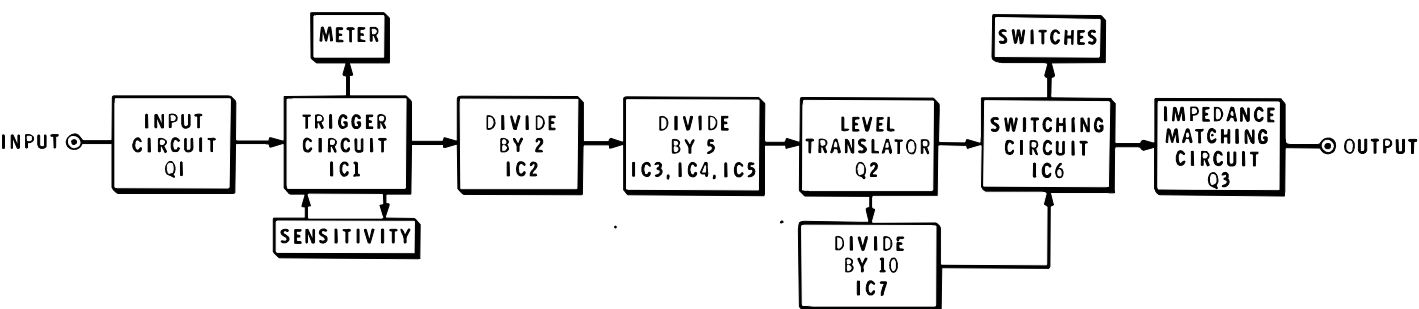 METER
SWITCHES
INPUT
INPUT
CIRCUIT
Q1
TRIGGER
CIRCUIT
IC1
DIVIDE
BY 2
IC2
DIVIDE
BY 5
IC3, IC4, IC5
LEVEL
TRANSLATOR
Q2
SWITCHING
CIRCUIT
IC6
IMPEDANCE
MATCHING
CIRCUIT
Q3
OUTPUT
SENSITIVITY
DIVIDE
BY 10
IC7